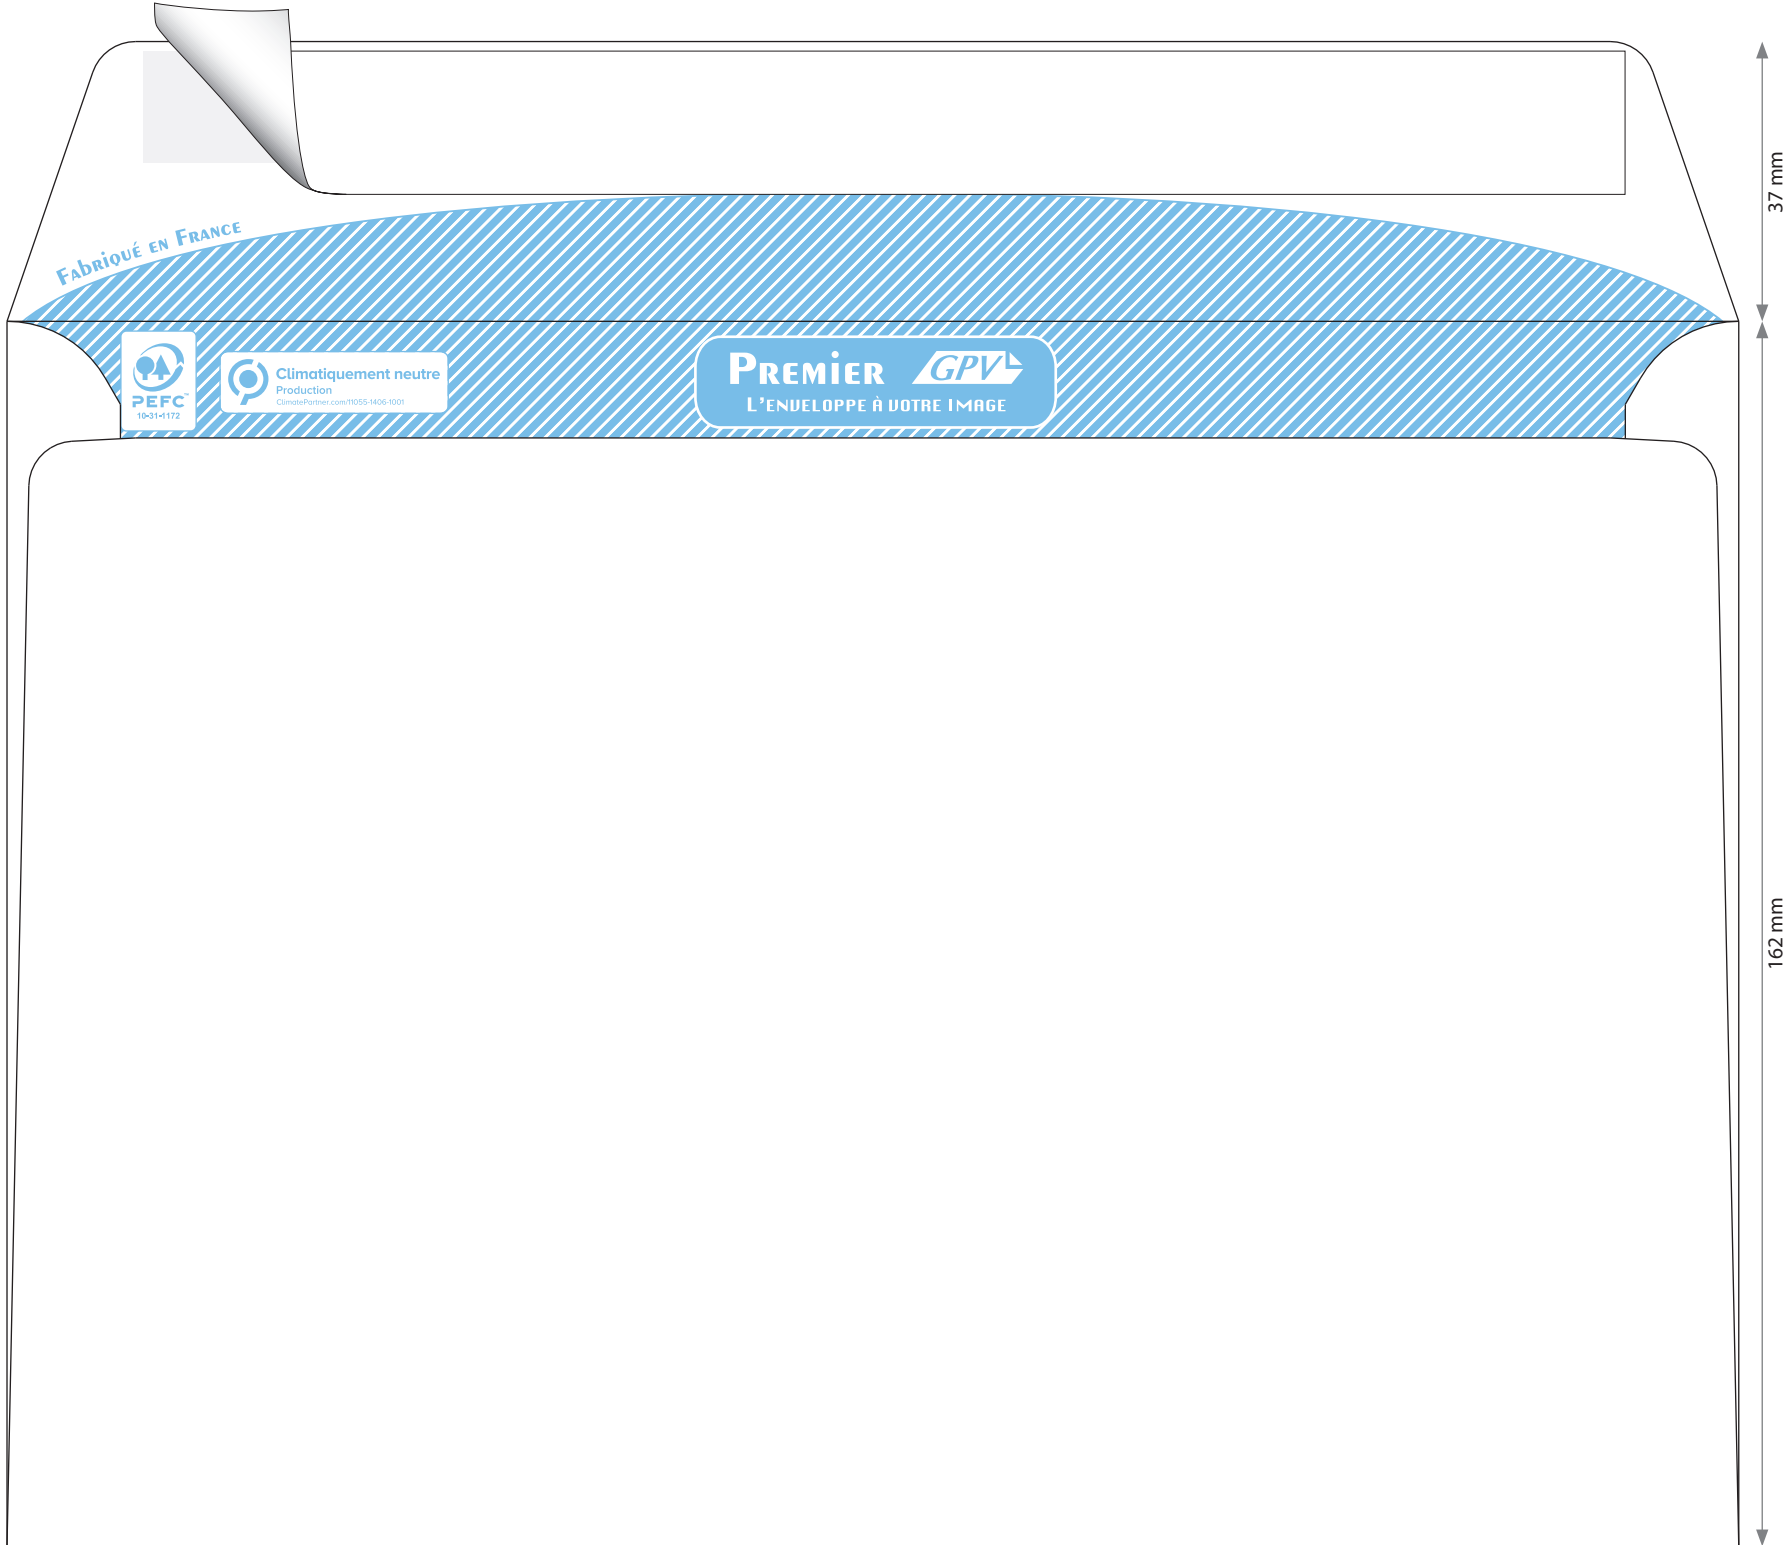 37 mm
Fabriqué en France
PEFC™
10-31-1172
Climatiquement neutre
Production
ClimatePartner.com/11055-1406-1001
Premier GPV
L'enveloppe à votre image
162 mm